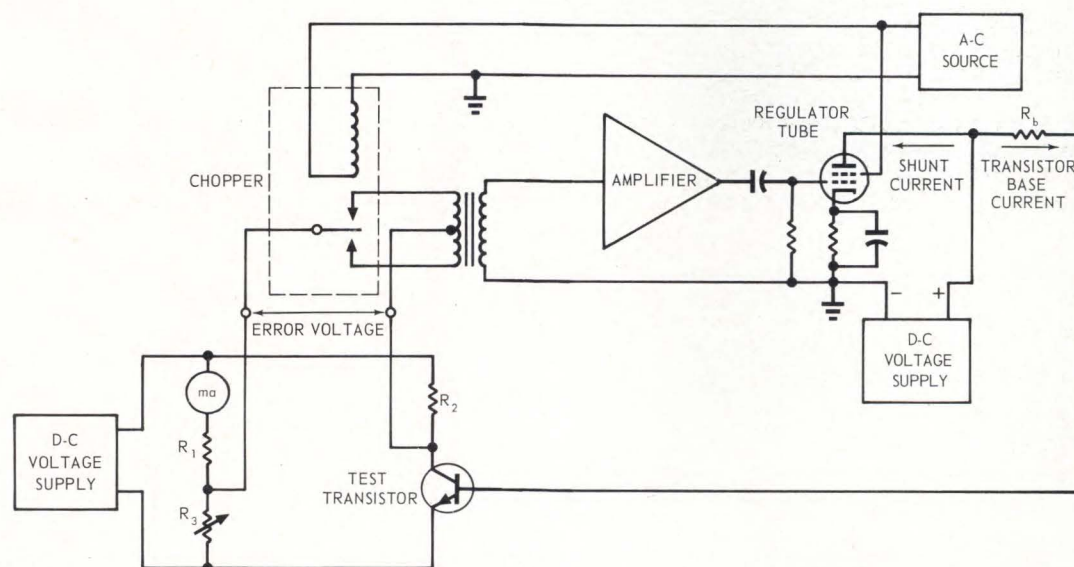 A-C
SOURCE
REGULATOR
TUBE
R_b
CHOPPER
AMPLIFIER
SHUNT
CURRENT
TRANSISTOR
BASE
CURRENT
ERROR VOLTAGE
− +
D-C
VOLTAGE
SUPPLY
ma
R_2
R_1
D-C
VOLTAGE
SUPPLY
TEST
TRANSISTOR
R_3